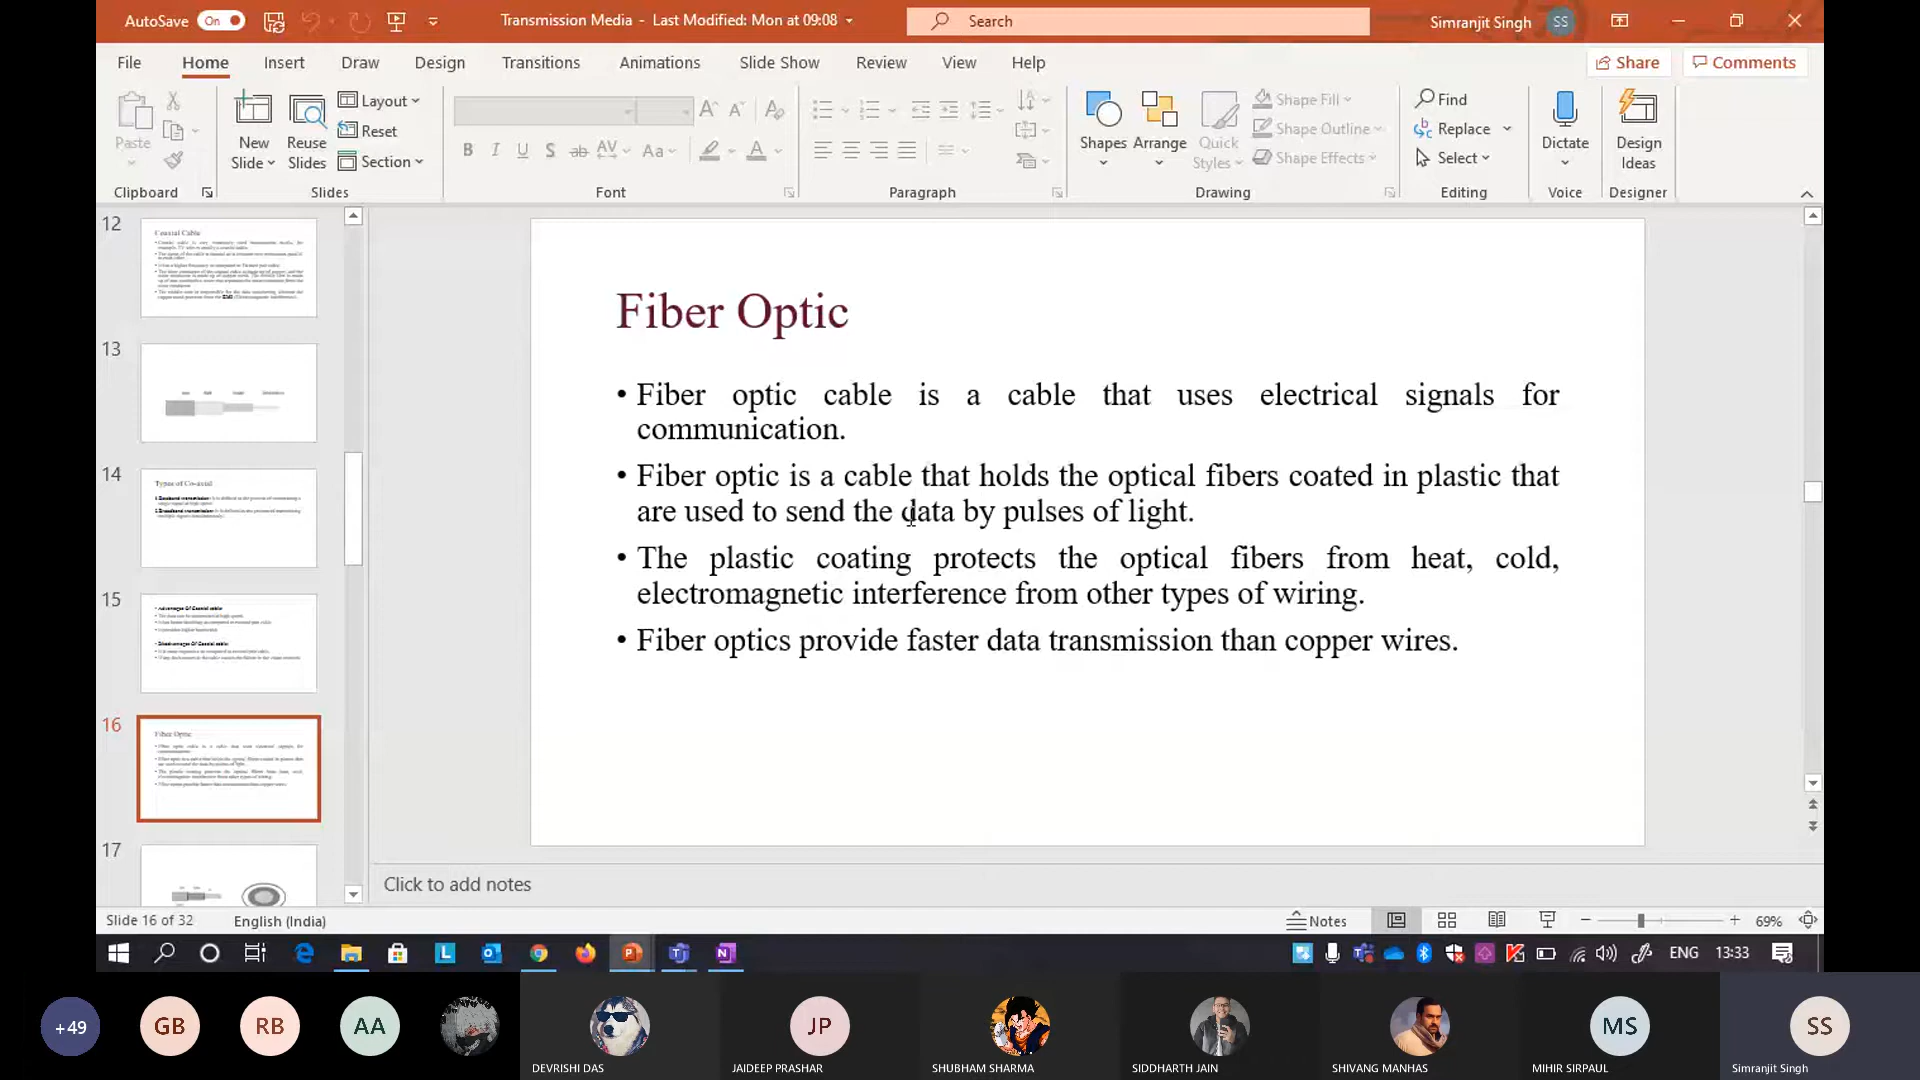 AutoSave On Transmission Media - Last Modified: Mon at 09:08 Search Simranjit Singh SS
File Home Insert Draw Design Transitions Animations Slide Show Review View Help Share Comments
Paste
Clipboard
New Slide
Reuse Slides
Layout
Reset
Section
Slides
Font
Paragraph
Shapes
Arrange
Quick Styles
Shape Fill
Shape Outline
Shape Effects
Drawing
Find
Replace
Select
Editing
Dictate
Voice
Design Ideas
Designer
12
Coaxial Cable
13
14
Types of Co-axial
15
16
Fiber Optic
17
Fiber Optic
• Fiber optic cable is a cable that uses electrical signals for
communication.
• Fiber optic is a cable that holds the optical fibers coated in plastic that
are used to send the data by pulses of light.
• The plastic coating protects the optical fibers from heat, cold,
electromagnetic interference from other types of wiring.
• Fiber optics provide faster data transmission than copper wires.
Click to add notes
Slide 16 of 32 English (India) Notes 69%
ENG 13:33
+49 GB RB AA JP MS SS
DEVRISHI DAS JAIDEEP PRASHAR SHUBHAM SHARMA SIDDHARTH JAIN SHIVANG MANHAS MIHIR SIRPAUL Simranjit Singh